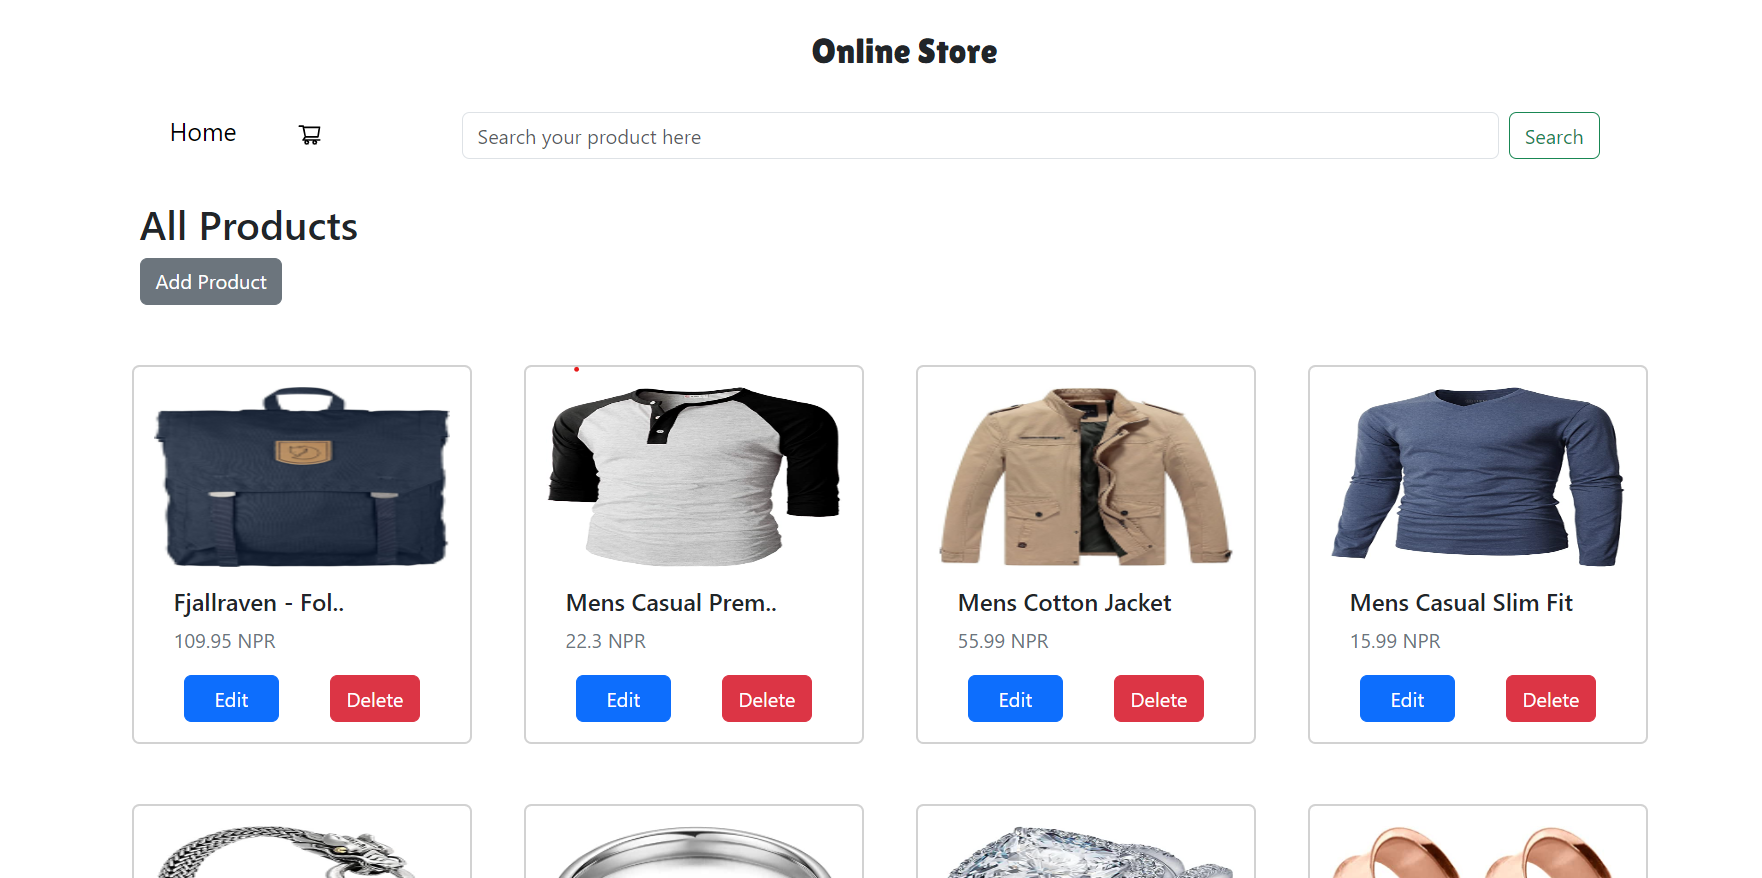 Online Store
Home
Search your product here
Search
All Products
Add Product
Fjallraven - Fol..
109.95 NPR
Edit
Delete
Mens Casual Prem..
22.3 NPR
Edit
Delete
Mens Cotton Jacket
55.99 NPR
Edit
Delete
Mens Casual Slim Fit
15.99 NPR
Edit
Delete